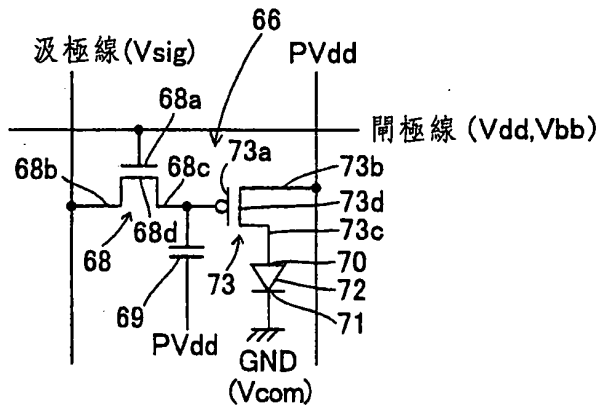 66
汲極線(Vsig)
PVdd
68a
閘極線(Vdd,Vbb)
68b
68c
73a
73b
73d
68d
73c
68
70
73
72
69
71
PVdd
GND
(Vcom)